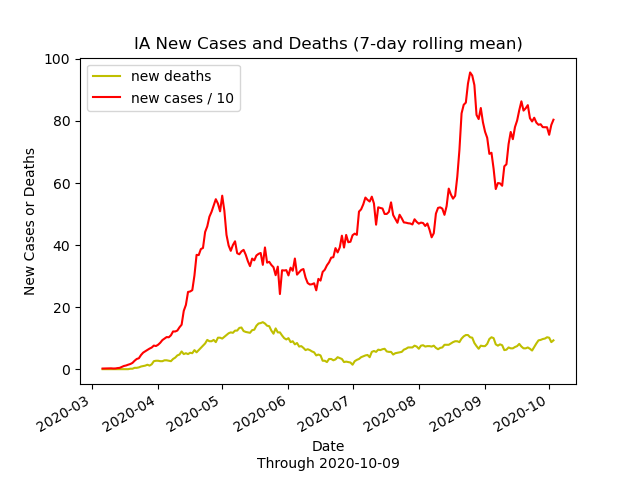 IA New Cases and Deaths (7-day rolling mean)
new deaths
new cases / 10
100
80
60
40
20
0
New Cases or Deaths
2020-03
2020-04
2020-05
2020-06
2020-07
2020-08
2020-09
2020-10
Date
Through 2020-10-09